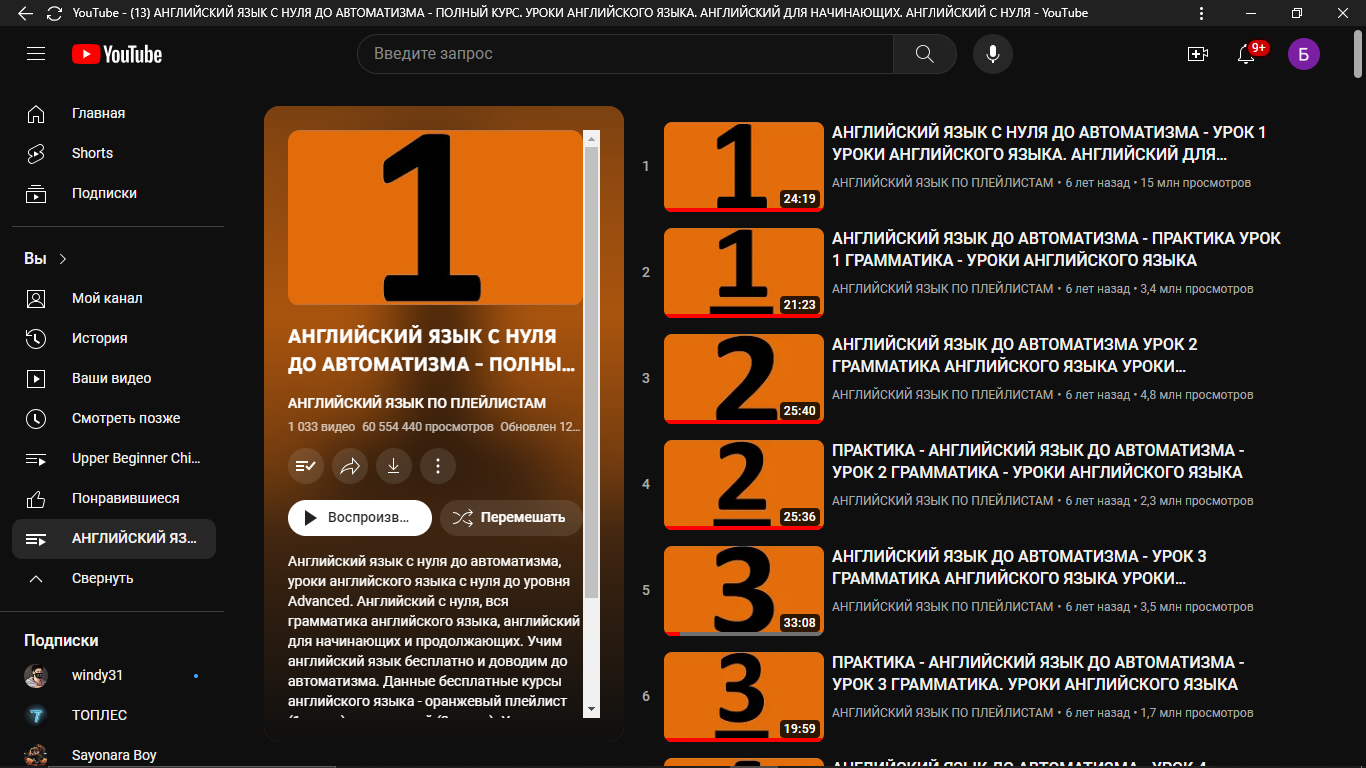 YouTube - (13) АНГЛИЙСКИЙ ЯЗЫК С НУЛЯ ДО АВТОМАТИЗМА - ПОЛНЫЙ КУРС. УРОКИ АНГЛИЙСКОГО ЯЗЫКА. АНГЛИЙСКИЙ ДЛЯ НАЧИНАЮЩИХ. АНГЛИЙСКИЙ С НУЛЯ - YouTube
YouTube
Введите запрос
9+
Б
Главная
Shorts
Подписки
Вы
Мой канал
История
Ваши видео
Смотреть позже
Upper Beginner Chi...
Понравившиеся
АНГЛИЙСКИЙ ЯЗ...
Свернуть
Подписки
windy31
ТОПЛЕС
Sayonara Boy
1
АНГЛИЙСКИЙ ЯЗЫК С НУЛЯ
ДО АВТОМАТИЗМА - ПОЛНЫ...
АНГЛИЙСКИЙ ЯЗЫК ПО ПЛЕЙЛИСТАМ
1 033 видео 60 554 440 просмотров Обновлен 12...
Воспроизв...
Перемешать
Английский язык с нуля до автоматизма,
уроки английского языка с нуля до уровня
Advanced. Английский с нуля, вся
грамматика английского языка, английский
для начинающих и продолжающих. Учим
английский язык бесплатно и доводим до
автоматизма. Данные бесплатные курсы
английского языка - оранжевый плейлист
1
1
24:19
АНГЛИЙСКИЙ ЯЗЫК С НУЛЯ ДО АВТОМАТИЗМА - УРОК 1
УРОКИ АНГЛИЙСКОГО ЯЗЫКА. АНГЛИЙСКИЙ ДЛЯ...
АНГЛИЙСКИЙ ЯЗЫК ПО ПЛЕЙЛИСТАМ • 6 лет назад • 15 млн просмотров
2
1
21:23
АНГЛИЙСКИЙ ЯЗЫК ДО АВТОМАТИЗМА - ПРАКТИКА УРОК
1 ГРАММАТИКА - УРОКИ АНГЛИЙСКОГО ЯЗЫКА
АНГЛИЙСКИЙ ЯЗЫК ПО ПЛЕЙЛИСТАМ • 6 лет назад • 3,4 млн просмотров
3
2
25:40
АНГЛИЙСКИЙ ЯЗЫК ДО АВТОМАТИЗМА УРОК 2
ГРАММАТИКА АНГЛИЙСКОГО ЯЗЫКА УРОКИ...
АНГЛИЙСКИЙ ЯЗЫК ПО ПЛЕЙЛИСТАМ • 6 лет назад • 4,8 млн просмотров
4
2
25:36
ПРАКТИКА - АНГЛИЙСКИЙ ЯЗЫК ДО АВТОМАТИЗМА -
УРОК 2 ГРАММАТИКА - УРОКИ АНГЛИЙСКОГО ЯЗЫКА
АНГЛИЙСКИЙ ЯЗЫК ПО ПЛЕЙЛИСТАМ • 6 лет назад • 2,3 млн просмотров
5
3
33:08
АНГЛИЙСКИЙ ЯЗЫК ДО АВТОМАТИЗМА - УРОК 3
ГРАММАТИКА АНГЛИЙСКОГО ЯЗЫКА УРОКИ...
АНГЛИЙСКИЙ ЯЗЫК ПО ПЛЕЙЛИСТАМ • 6 лет назад • 3,5 млн просмотров
6
3
19:59
ПРАКТИКА - АНГЛИЙСКИЙ ЯЗЫК ДО АВТОМАТИЗМА -
УРОК 3 ГРАММАТИКА. УРОКИ АНГЛИЙСКОГО ЯЗЫКА
АНГЛИЙСКИЙ ЯЗЫК ПО ПЛЕЙЛИСТАМ • 6 лет назад • 1,7 млн просмотров
АНГЛИЙСКИЙ ЯЗЫК ДО АВТОМАТИЗМА - УРОК 4